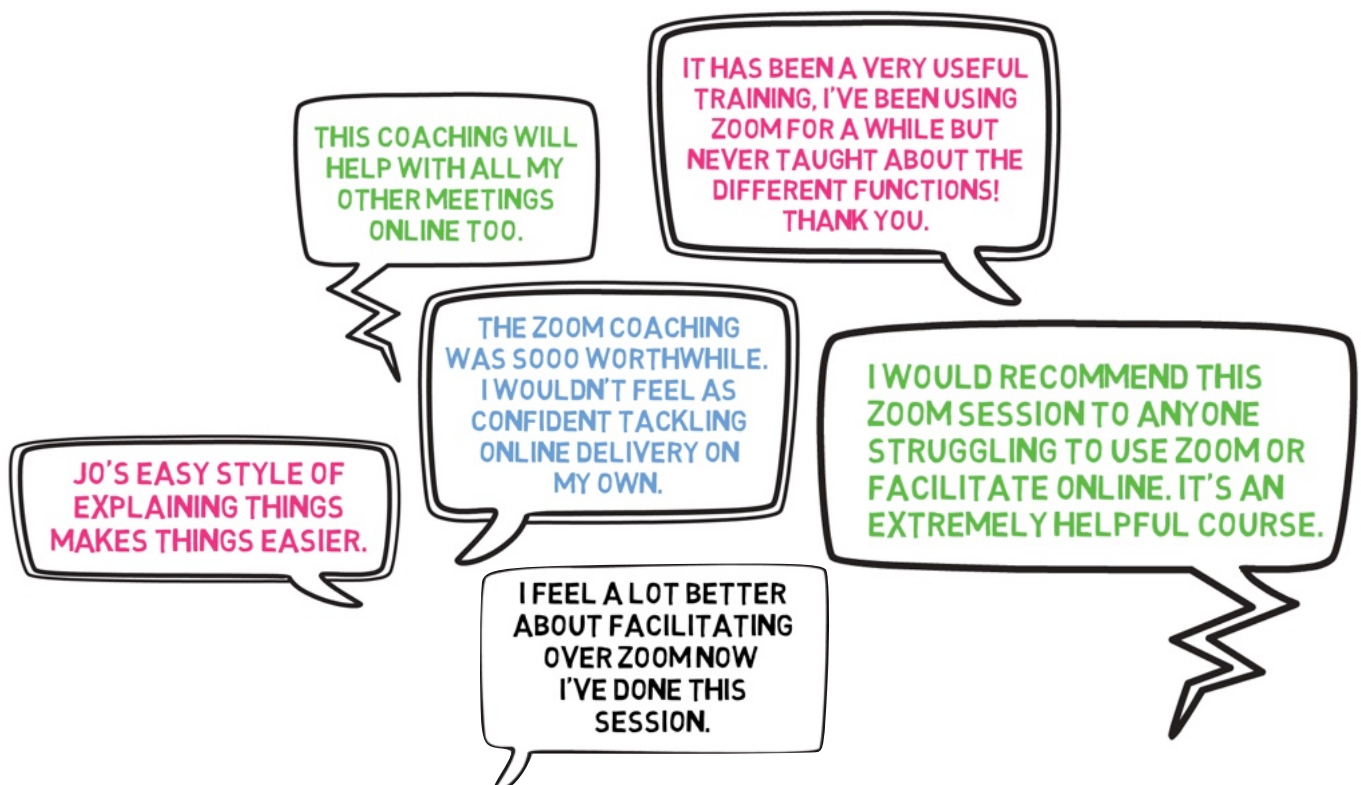 THIS COACHING WILL
HELP WITH ALL MY
OTHER MEETINGS
ONLINE TOO.
IT HAS BEEN A VERY USEFUL
TRAINING, I'VE BEEN USING
ZOOM FOR A WHILE BUT
NEVER TAUGHT ABOUT THE
DIFFERENT FUNCTIONS!
THANK YOU.
THE ZOOM COACHING
WAS SOOO WORTHWHILE.
I WOULDN'T FEEL AS
CONFIDENT TACKLING
ONLINE DELIVERY ON
MY OWN.
I WOULD RECOMMEND THIS
ZOOM SESSION TO ANYONE
STRUGGLING TO USE ZOOM OR
FACILITATE ONLINE. IT'S AN
EXTREMELY HELPFUL COURSE.
JO'S EASY STYLE OF
EXPLAINING THINGS
MAKES THINGS EASIER.
I FEEL A LOT BETTER
ABOUT FACILITATING
OVER ZOOM NOW
I'VE DONE THIS
SESSION.